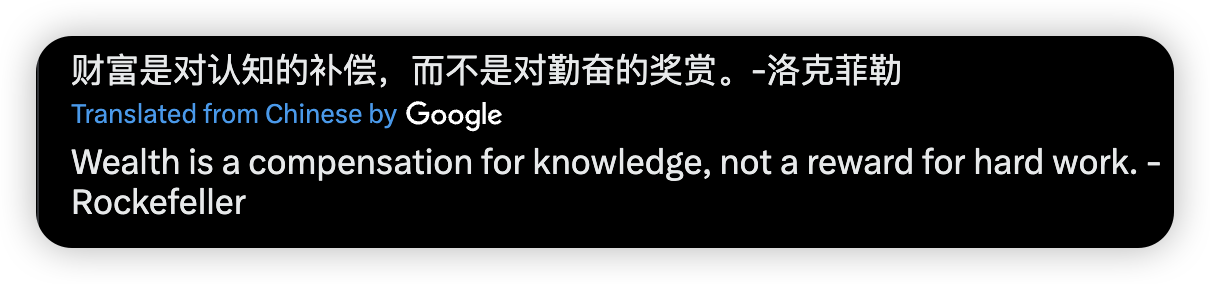 财富是对认知的补偿，而不是对勤奋的奖赏。-洛克菲勒
Translated from Chinese by Google
Wealth is a compensation for knowledge, not a reward for hard work. -
Rockefeller